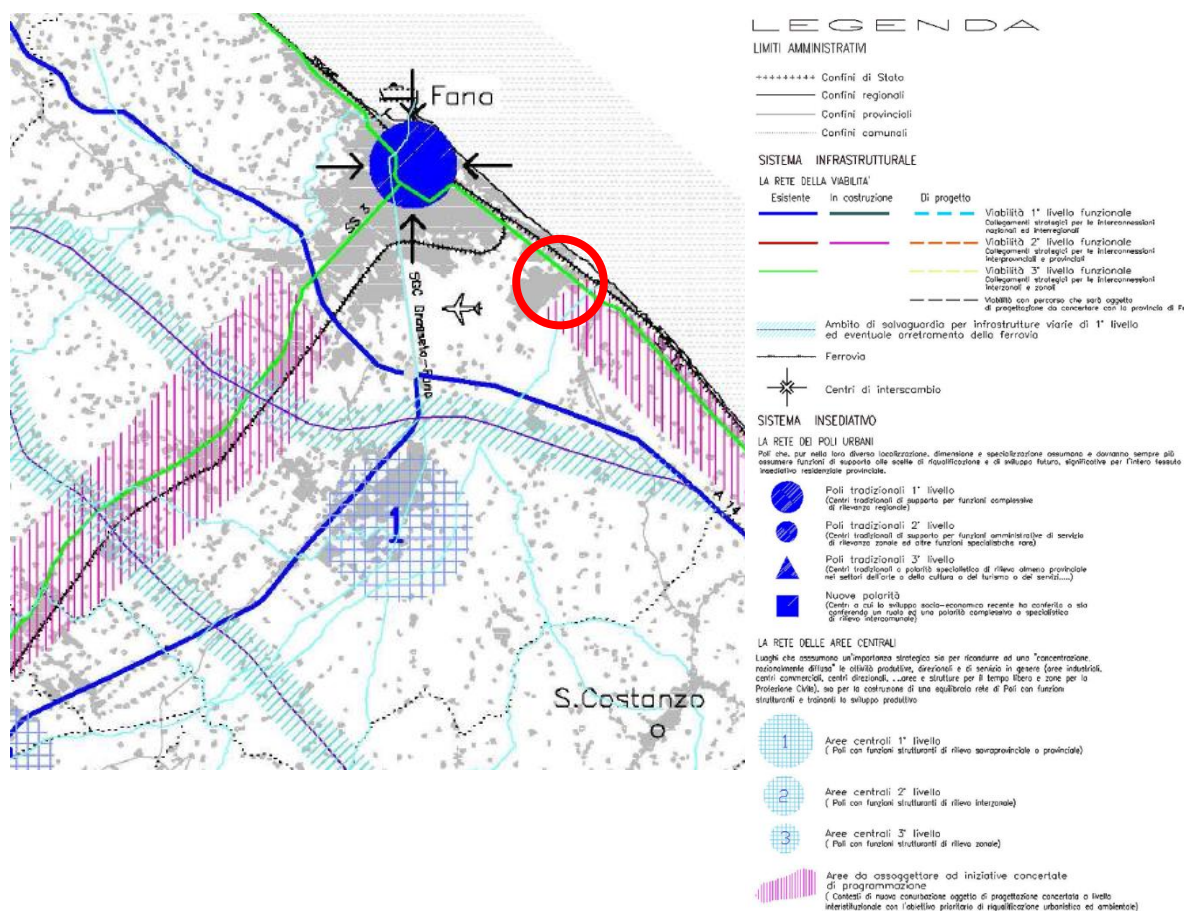 Fano
SS 3
SGC Grosseto-Fano
A 14
1
S.Costanzo
LEGENDA
LIMITI AMMINISTRATIVI
Confini di Stato
Confini regionali
Confini provinciali
Confini comunali
SISTEMA INFRASTRUTTURALE
LA RETE DELLA VIABILITA'
Esistente In costruzione Di progetto
Viabilità 1° livello funzionale
Collegamenti strategici per le interconnessioni
nazionali ed interregionali
Viabilità 2° livello funzionale
Collegamenti strategici per le interconnessioni
interprovinciali e provinciali
Viabilità 3° livello funzionale
Collegamenti strategici per le interconnessioni
interzonali e zonali
Viabilità con percorso che sarà oggetto
di progettazione da concertare con la provincia di
Ambito di salvaguardia per infrastrutture viarie di 1° livello
ed eventuale arretramento della ferrovia
Ferrovia
Centri di interscambio
SISTEMA INSEDIATIVO
LA RETE DEI POLI URBANI
Poli che, pur nella loro diversa localizzazione, dimensione e specializzazione assumono e dovranno sempre più
assumere funzioni di supporto alle scelte di riqualificazione e di sviluppo futuro, significative per l'intero tessuto
insediativo residenziale provinciale.
Poli tradizionali 1° livello
(Centri tradizionali di supporto per funzioni complessive
di rilevanza regionale)
Poli tradizionali 2° livello
(Centri tradizionali di supporto per funzioni amministrative di servizio
di rilevanza zonale ed altre funzioni specialistiche rare)
Poli tradizionali 3° livello
(Centri tradizionali a polarità specialistica di rilievo almeno provinciale
nei settori dell'arte o della cultura o del turismo o dei servizi.....)
Nuove polarità
(Centri a cui lo sviluppo socio-economico recente ha conferito o sta
conferendo un ruolo ed una polarità complessiva o specialistica
di rilievo intercomunale)
LA RETE DELLE AREE CENTRALI
Luoghi che assumono un'importanza strategica sia per ricondurre ad una "concentrazione
razionalmente diffusa" le attività produttive, direzionali e di servizio in genere (aree industriali,
centri commerciali, centri direzionali, ...aree e strutture per il tempo libero e zone per la
Protezione Civile), sia per la costruzione di una equilibrata rete di Poli con funzioni
strutturanti e trainanti lo sviluppo produttivo
1
Aree centrali 1° livello
( Poli con funzioni strutturanti di rilievo sovraprovinciale o provinciale)
2
Aree centrali 2° livello
( Poli con funzioni strutturanti di rilievo interzonale)
3
Aree centrali 3° livello
( Poli con funzioni strutturanti di rilievo zonale)
Aree da assoggettare ad iniziative concertate
di programmazione
( Contesti di nuova conurbazione oggetto di progettazione concertata a livello
interistituzionale con l'obiettivo prioritario di riqualificazione urbanistica ed ambientale)